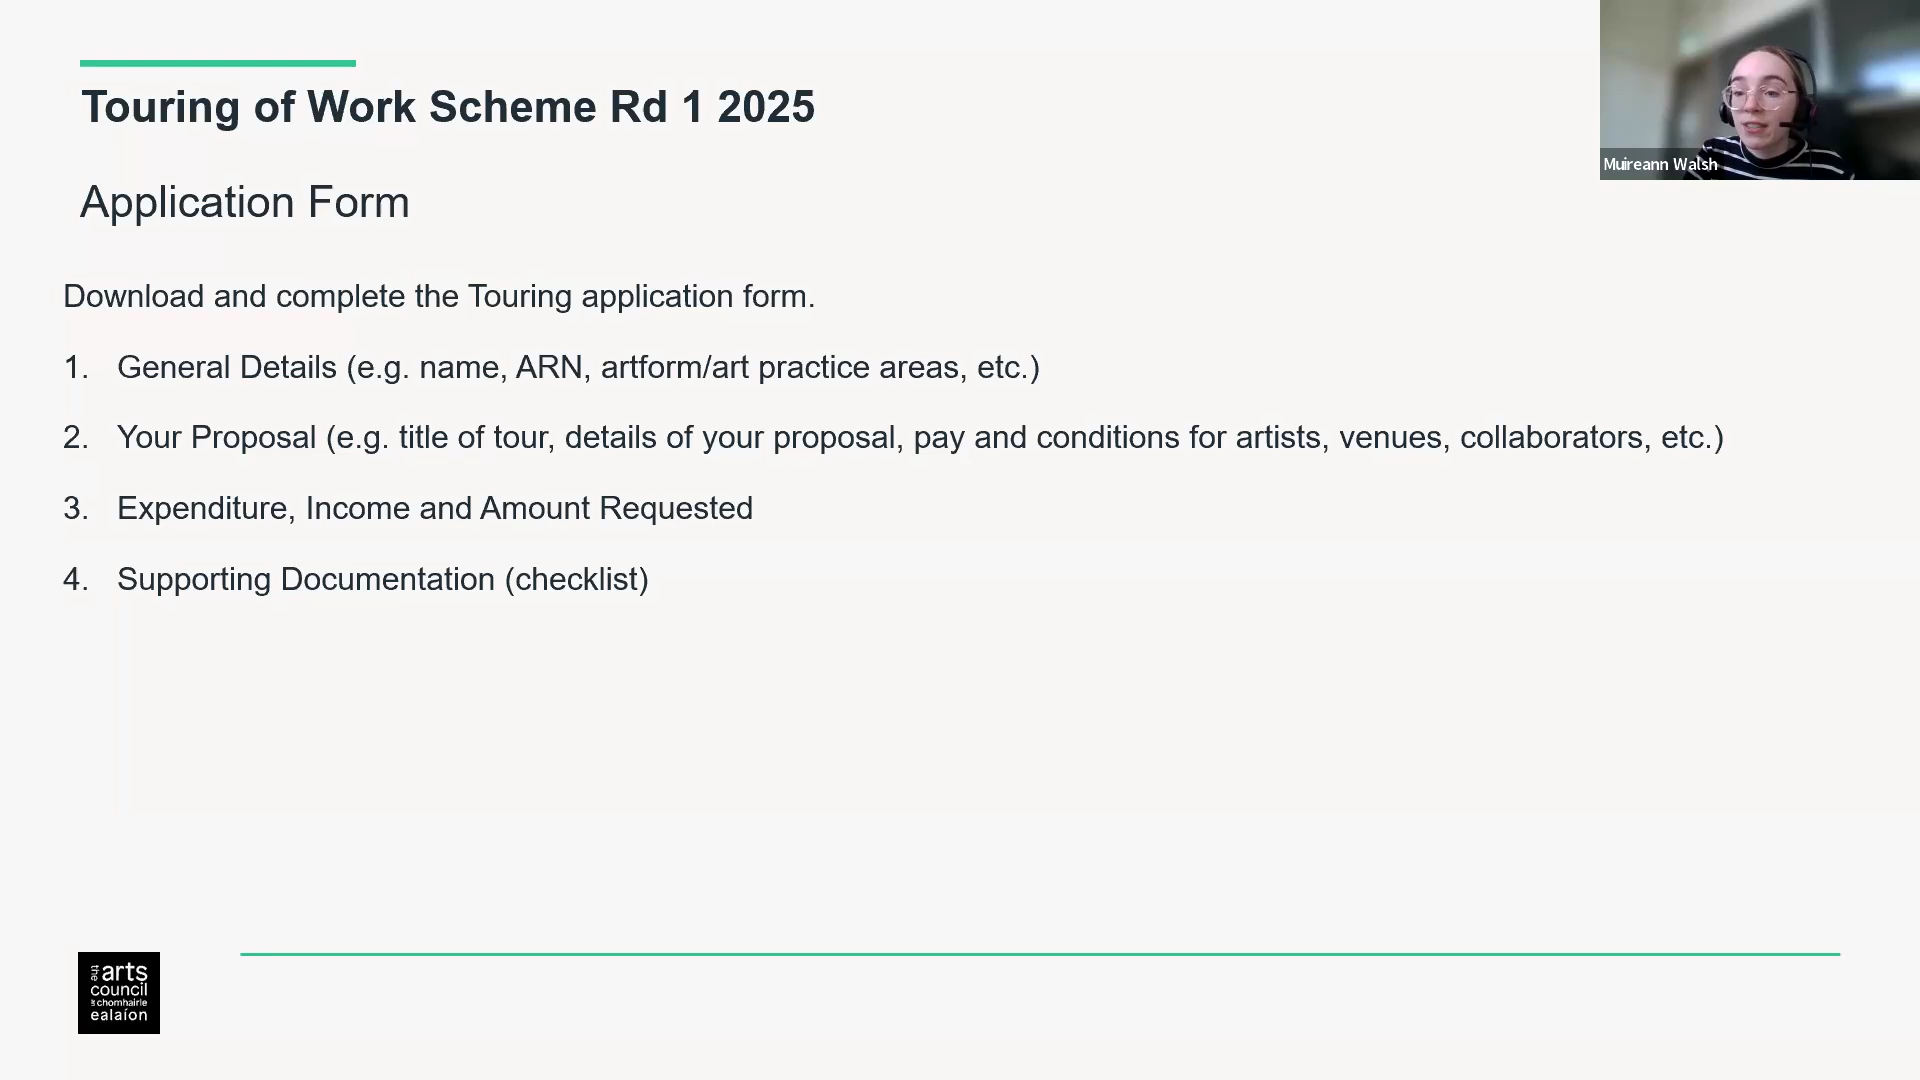 Touring of Work Scheme Rd 1 2025
Muireann Walsh
Application Form
Download and complete the Touring application form.
1. General Details (e.g. name, ARN, artform/art practice areas, etc.)
2. Your Proposal (e.g. title of tour, details of your proposal, pay and conditions for artists, venues, collaborators, etc.)
3. Expenditure, Income and Amount Requested
4. Supporting Documentation (checklist)
the arts
council
chomhairle
ealaíon